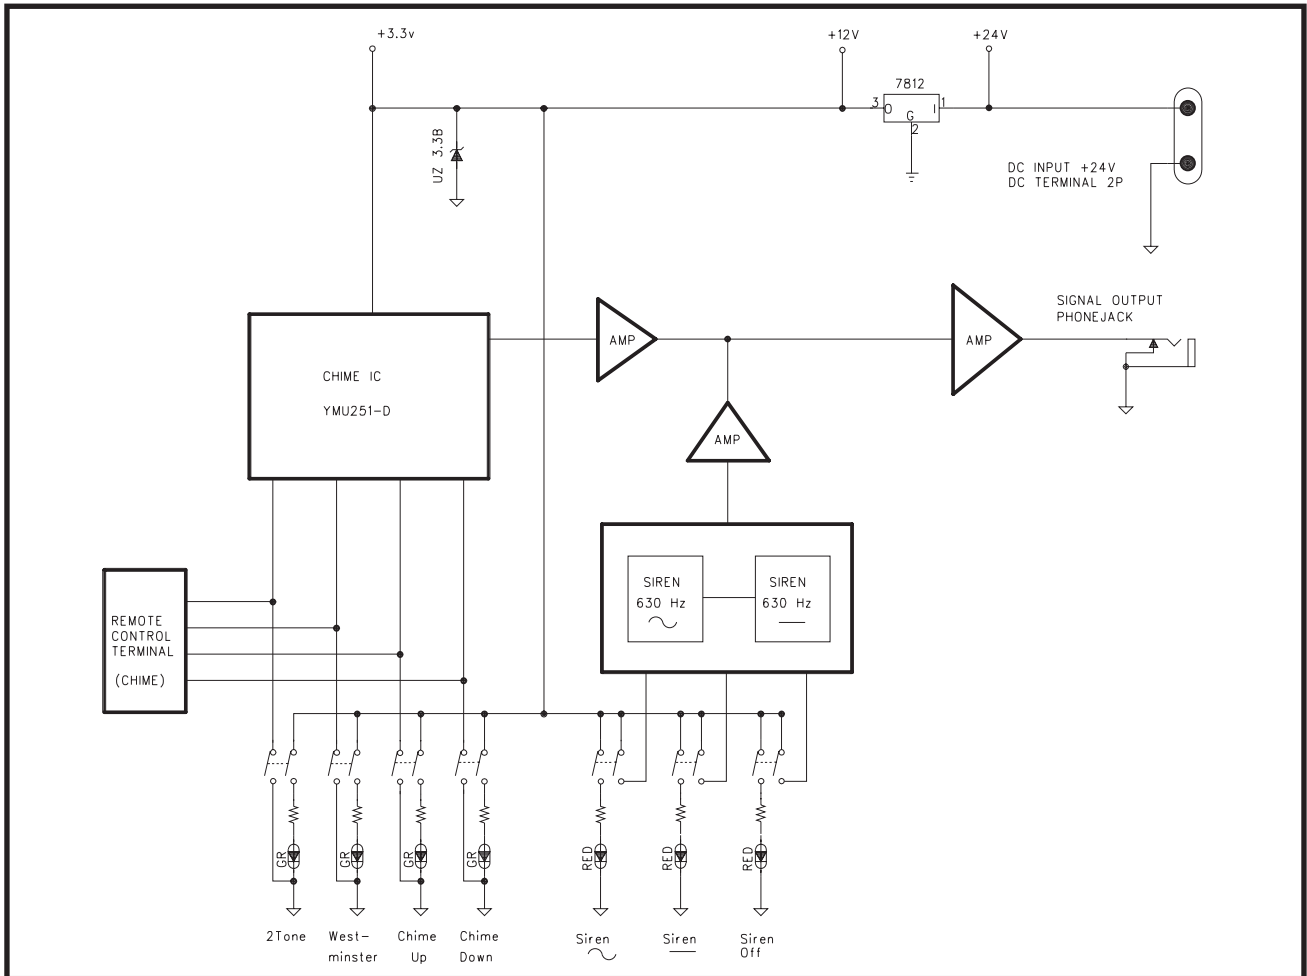 +3.3v
+12V
+24V
7812
3
O
I
1
G
2
UZ 3.3B
DC INPUT +24V
DC TERMINAL 2P
SIGNAL OUTPUT
PHONEJACK
AMP
AMP
CHIME IC
YMU251-D
AMP
SIREN
630 Hz
SIREN
630 Hz
REMOTE
CONTROL
TERMINAL
(CHIME)
GR
GR
GR
GR
RED
RED
RED
2Tone
West-
minster
Chime
Up
Chime
Down
Siren
Siren
Siren
Off